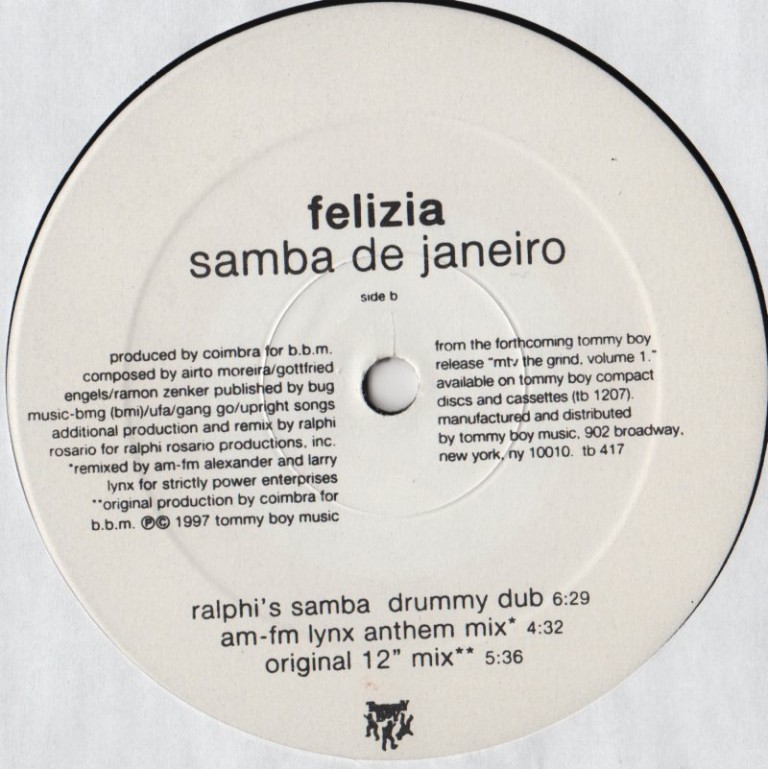 felizia
samba de janeiro
side b
produced by coimbra for b.b.m.
composed by airto moreira/gottfried
engels/ramon zenker published by bug
music-bmg (bmi)/ufa/gang go/upright songs
additional production and remix by ralphi
rosario for ralphi rosario productions, inc.
*remixed by am-fm alexander and larry
lynx for strictly power enterprises
**original production by coimbra for
b.b.m. ℗© 1997 tommy boy music
from the forthcoming tommy boy
release "mtv the grind, volume 1."
available on tommy boy compact
discs and cassettes (tb 1207).
manufactured and distributed
by tommy boy music, 902 broadway,
new york, ny 10010. tb 417
ralphi's samba drummy dub 6:29
am-fm lynx anthem mix* 4:32
original 12" mix** 5:36
Tommy Boy